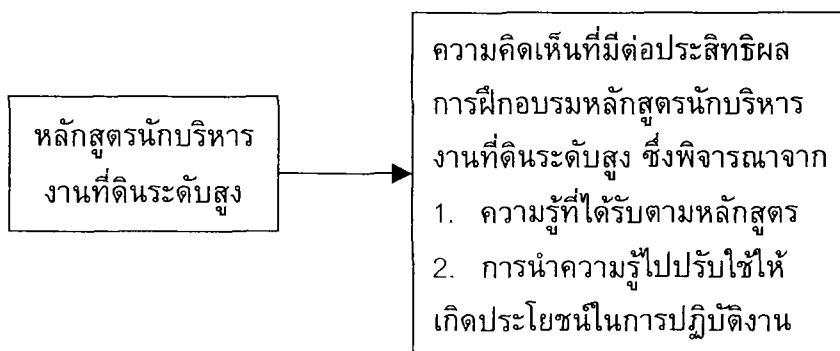 หลักสูตรนักบริหาร
งานที่ดินระดับสูง
ความคิดเห็นที่มีต่อประสิทธิผล
การฝึกอบรมหลักสูตรนักบริหาร
งานที่ดินระดับสูง ซึ่งพิจารณาจาก
1. ความรู้ที่ได้รับตามหลักสูตร
2. การนำความรู้ไปปรับใช้ให้
เกิดประโยชน์ในการปฏิบัติงาน